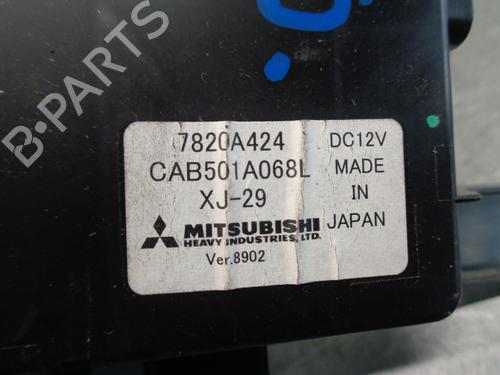 B-PARTS
7820A424 DC12V
CAB501A068L MADE
XJ-29 IN
MITSUBISHI JAPAN
HEAVY INDUSTRIES, LTD.
Ver.8902